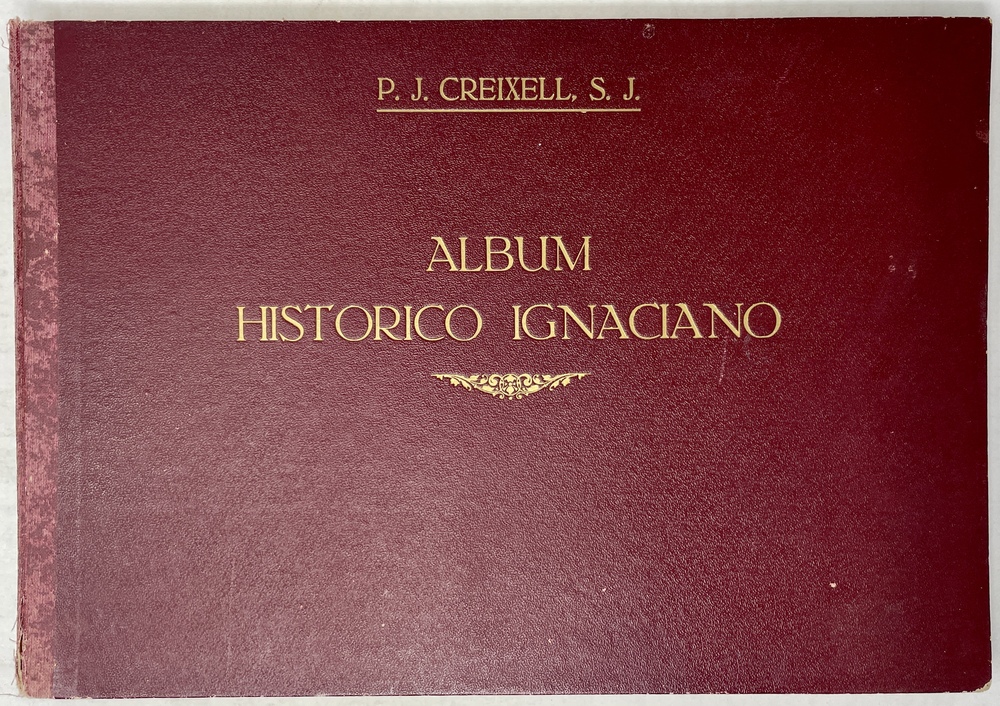 P. J. CREIXELL, S. J.
ALBUM
HISTORICO IGNACIANO